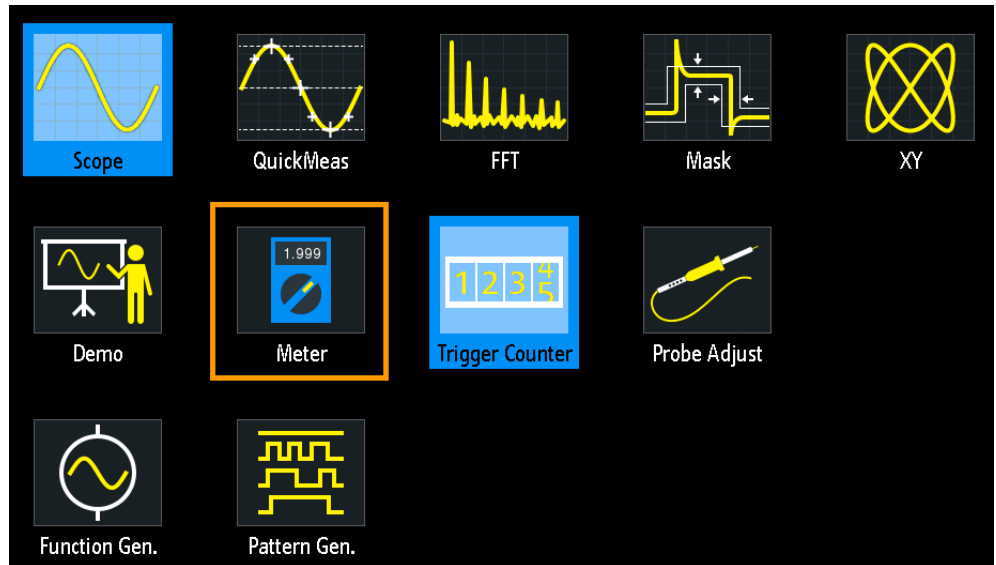 Scope
QuickMeas
FFT
Mask
XY
1.999
1 2 3 4
5
Demo
Meter
Trigger Counter
Probe Adjust
Function Gen.
Pattern Gen.